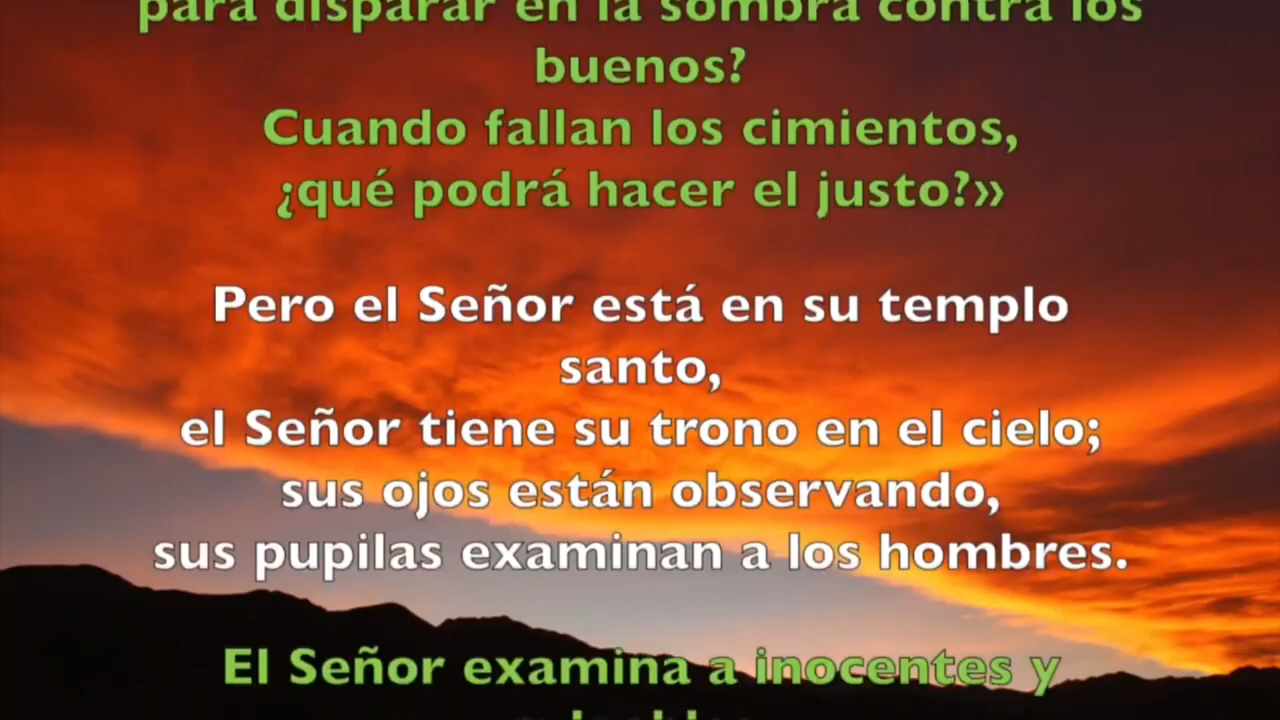 para disparar en la sombra contra los
buenos?
Cuando fallan los cimientos,
¿qué podrá hacer el justo?»
Pero el Señor está en su templo
santo,
el Señor tiene su trono en el cielo;
sus ojos están observando,
sus pupilas examinan a los hombres.
El Señor examina a inocentes y